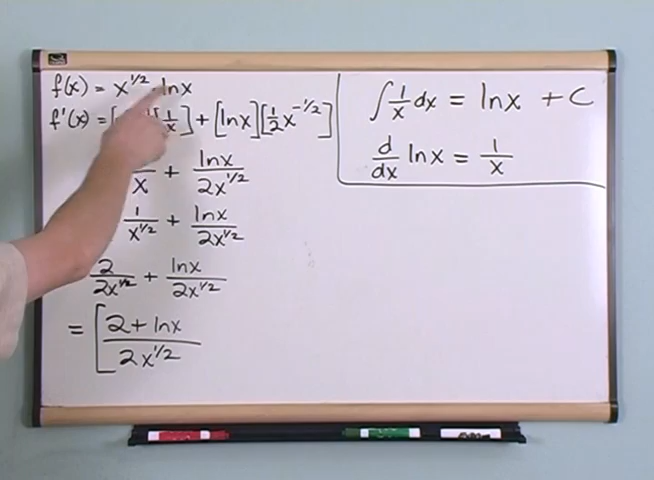 f(x) = x^1/2 · ln x
f'(x) = [ ] [1/x] + [ln x] [1/2 x^-1/2]
/x + ln x/2x^1/2
1/x^1/2 + ln x/2x^1/2
2/2x^1/2 + ln x/2x^1/2
= [2 + ln x/2x^1/2
∫ 1/x dx = ln x + C
d/dx ln x = 1/x